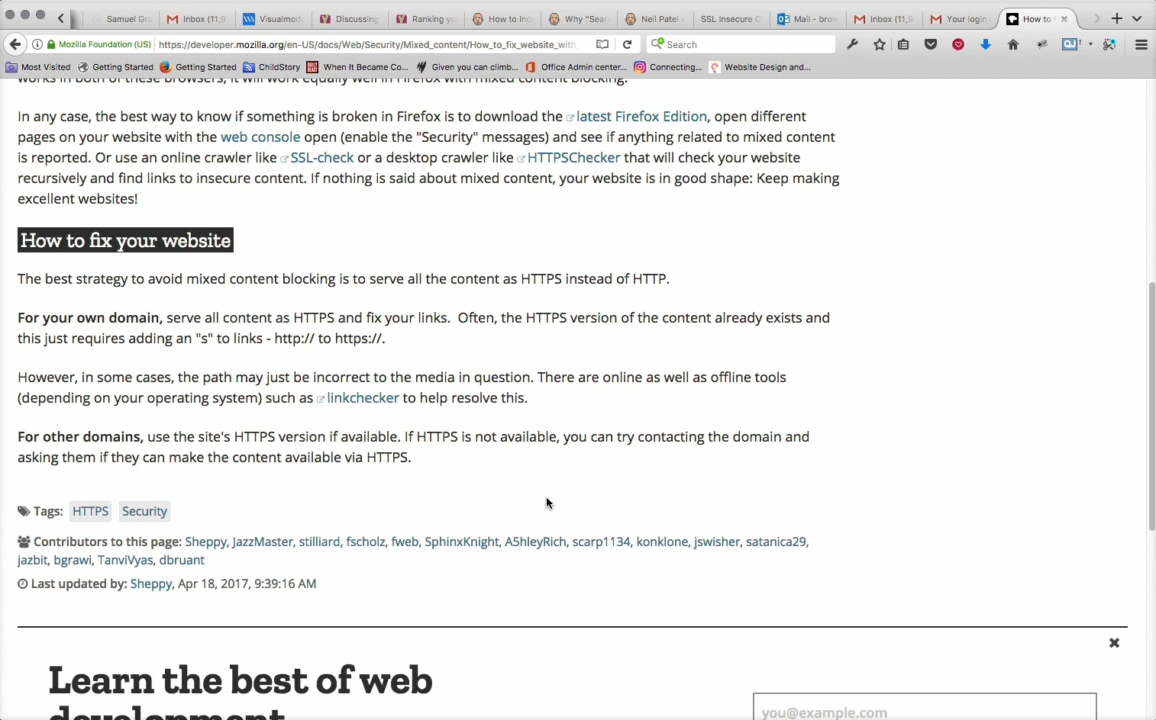 Samuel Gr
Inbox (11,9
Visualmod
Discussing
Ranking yo
How to Inc
Why “Sear
Neil Patel
SSL Insecure C
Mail - brow
Inbox (11,9
Your login
How to f
Mozilla Foundation (US)
https://developer.mozilla.org/en-US/docs/Web/Security/Mixed_content/How_to_fix_website_with_
Search
Most Visited
Getting Started
Getting Started
ChildStory
When It Became Co...
Given you can climb...
Office Admin center...
Connecting...
Website Design and...
works in both of these browsers, it will work equally well in Firefox with mixed content blocking.
In any case, the best way to know if something is broken in Firefox is to download the latest Firefox Edition, open different
pages on your website with the web console open (enable the "Security" messages) and see if anything related to mixed content
is reported. Or use an online crawler like SSL-check or a desktop crawler like HTTPSChecker that will check your website
recursively and find links to insecure content. If nothing is said about mixed content, your website is in good shape: Keep making
excellent websites!
How to fix your website
The best strategy to avoid mixed content blocking is to serve all the content as HTTPS instead of HTTP.
For your own domain, serve all content as HTTPS and fix your links. Often, the HTTPS version of the content already exists and
this just requires adding an "s" to links - http:// to https://.
However, in some cases, the path may just be incorrect to the media in question. There are online as well as offline tools
(depending on your operating system) such as linkchecker to help resolve this.
For other domains, use the site's HTTPS version if available. If HTTPS is not available, you can try contacting the domain and
asking them if they can make the content available via HTTPS.
Tags: HTTPS Security
Contributors to this page: Sheppy, JazzMaster, stilliard, fscholz, fweb, SphinxKnight, A5hleyRich, scarp1134, konklone, jswisher, satanica29,
jazbit, bgrawi, TanviVyas, dbruant
Last updated by: Sheppy, Apr 18, 2017, 9:39:16 AM
Learn the best of web
development
you@example.com